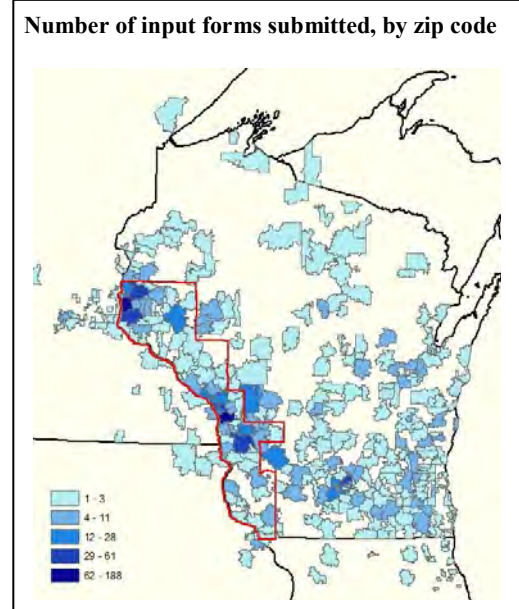 Number of input forms submitted, by zip code
1 - 3
4 - 11
12 - 28
29 - 61
62 - 188